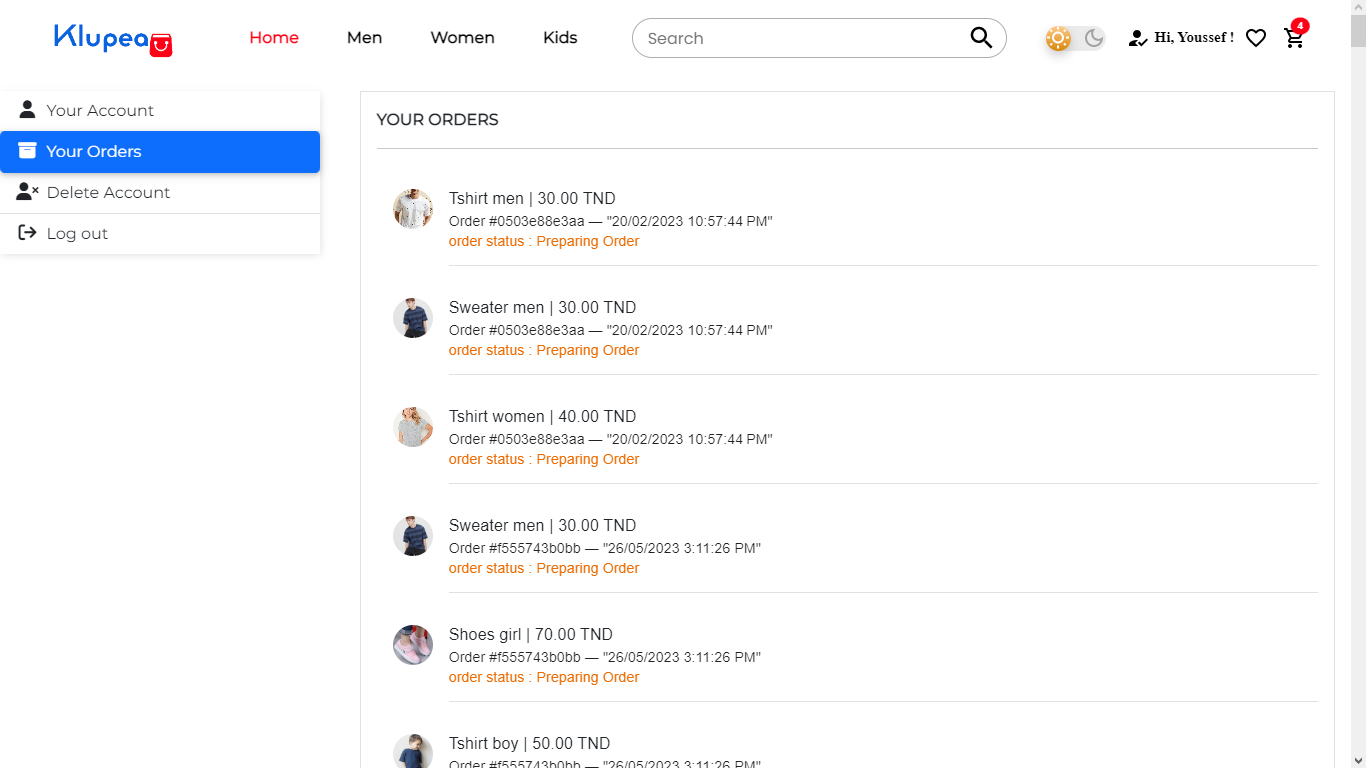 Klupea
Home
Men
Women
Kids
Search
Hi, Youssef !
4
Your Account
Your Orders
Delete Account
Log out
YOUR ORDERS
Tshirt men | 30.00 TND
Order #0503e88e3aa — "20/02/2023 10:57:44 PM"
order status : Preparing Order
Sweater men | 30.00 TND
Order #0503e88e3aa — "20/02/2023 10:57:44 PM"
order status : Preparing Order
Tshirt women | 40.00 TND
Order #0503e88e3aa — "20/02/2023 10:57:44 PM"
order status : Preparing Order
Sweater men | 30.00 TND
Order #f555743b0bb — "26/05/2023 3:11:26 PM"
order status : Preparing Order
Shoes girl | 70.00 TND
Order #f555743b0bb — "26/05/2023 3:11:26 PM"
order status : Preparing Order
Tshirt boy | 50.00 TND
Order #f555743b0bb — "26/05/2023 3:11:26 PM"